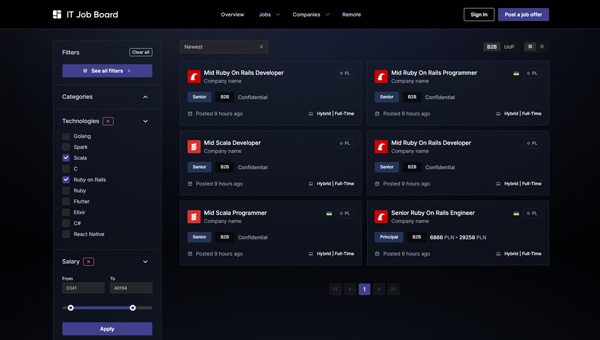 IT Job Board
Overview
Jobs
Companies
Remote
Sign In
Post a job offer
Filters
Clear all
See all filters
Categories
Technologies
Golang
Spark
Scala
C
Ruby on Rails
Ruby
Flutter
Elixir
C#
React Native
Salary
From
To
3341
40194
Apply
Newest
B2B
UoP
Mid Ruby On Rails Developer
PL
Company name
Senior
B2B
Confidential
Posted 9 hours ago
Hybrid | Full-Time
Mid Ruby On Rails Programmer
PL
Company name
Senior
B2B
Confidential
Posted 9 hours ago
Hybrid | Full-Time
Mid Scala Developer
PL
Company name
Senior
B2B
Confidential
Posted 9 hours ago
Hybrid | Full-Time
Mid Ruby On Rails Developer
PL
Company name
Senior
B2B
Confidential
Posted 9 hours ago
Hybrid | Full-Time
Mid Scala Programmer
PL
Company name
Senior
B2B
Confidential
Posted 9 hours ago
Hybrid | Full-Time
Senior Ruby On Rails Engineer
PL
Company name
Principal
B2B
6866 PLN - 29258 PLN
Posted 9 hours ago
Hybrid | Full-Time
1